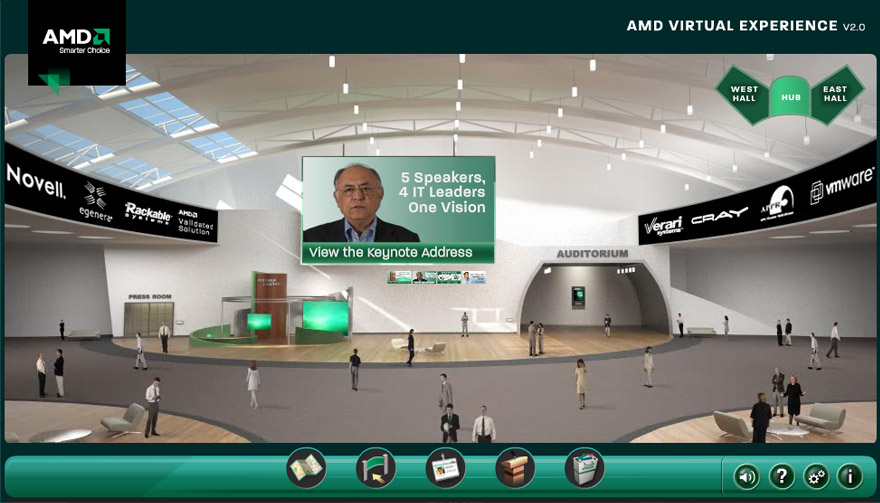 AMD
Smarter Choice
AMD VIRTUAL EXPERIENCE V2.0
WEST
HALL
HUB
EAST
HALL
Novell.
egenera
Rackable
systems
AMD
Validated
Solution
5 Speakers,
4 IT Leaders
One Vision
View the Keynote Address
Verari
systems
CRAY
APPRO
vmware
AUDITORIUM
PRESS ROOM